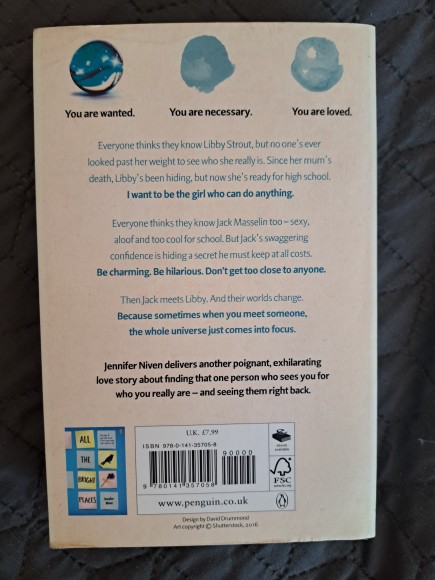 You are wanted. You are necessary. You are loved.
Everyone thinks they know Libby Strout, but no one's ever
looked past her weight to see who she really is. Since her mum's
death, Libby's been hiding, but now she's ready for high school.
I want to be the girl who can do anything.
Everyone thinks they know Jack Masselin too – sexy,
aloof and too cool for school. But Jack's swaggering
confidence is hiding a secret he must keep at all costs.
Be charming. Be hilarious. Don't get too close to anyone.
Then Jack meets Libby. And their worlds change.
Because sometimes when you meet someone,
the whole universe just comes into focus.
Jennifer Niven delivers another poignant, exhilarating
love story about finding that one person who sees you for
who you really are – and seeing them right back.
ALL
THE
BRIGHT
PLACES
U.K. £7.99
ISBN 978-0-141-35705-8
90000
9 780141 357058
FSC
www.penguin.co.uk
Design by David Drummond
Art copyright © Shutterstock, 2016